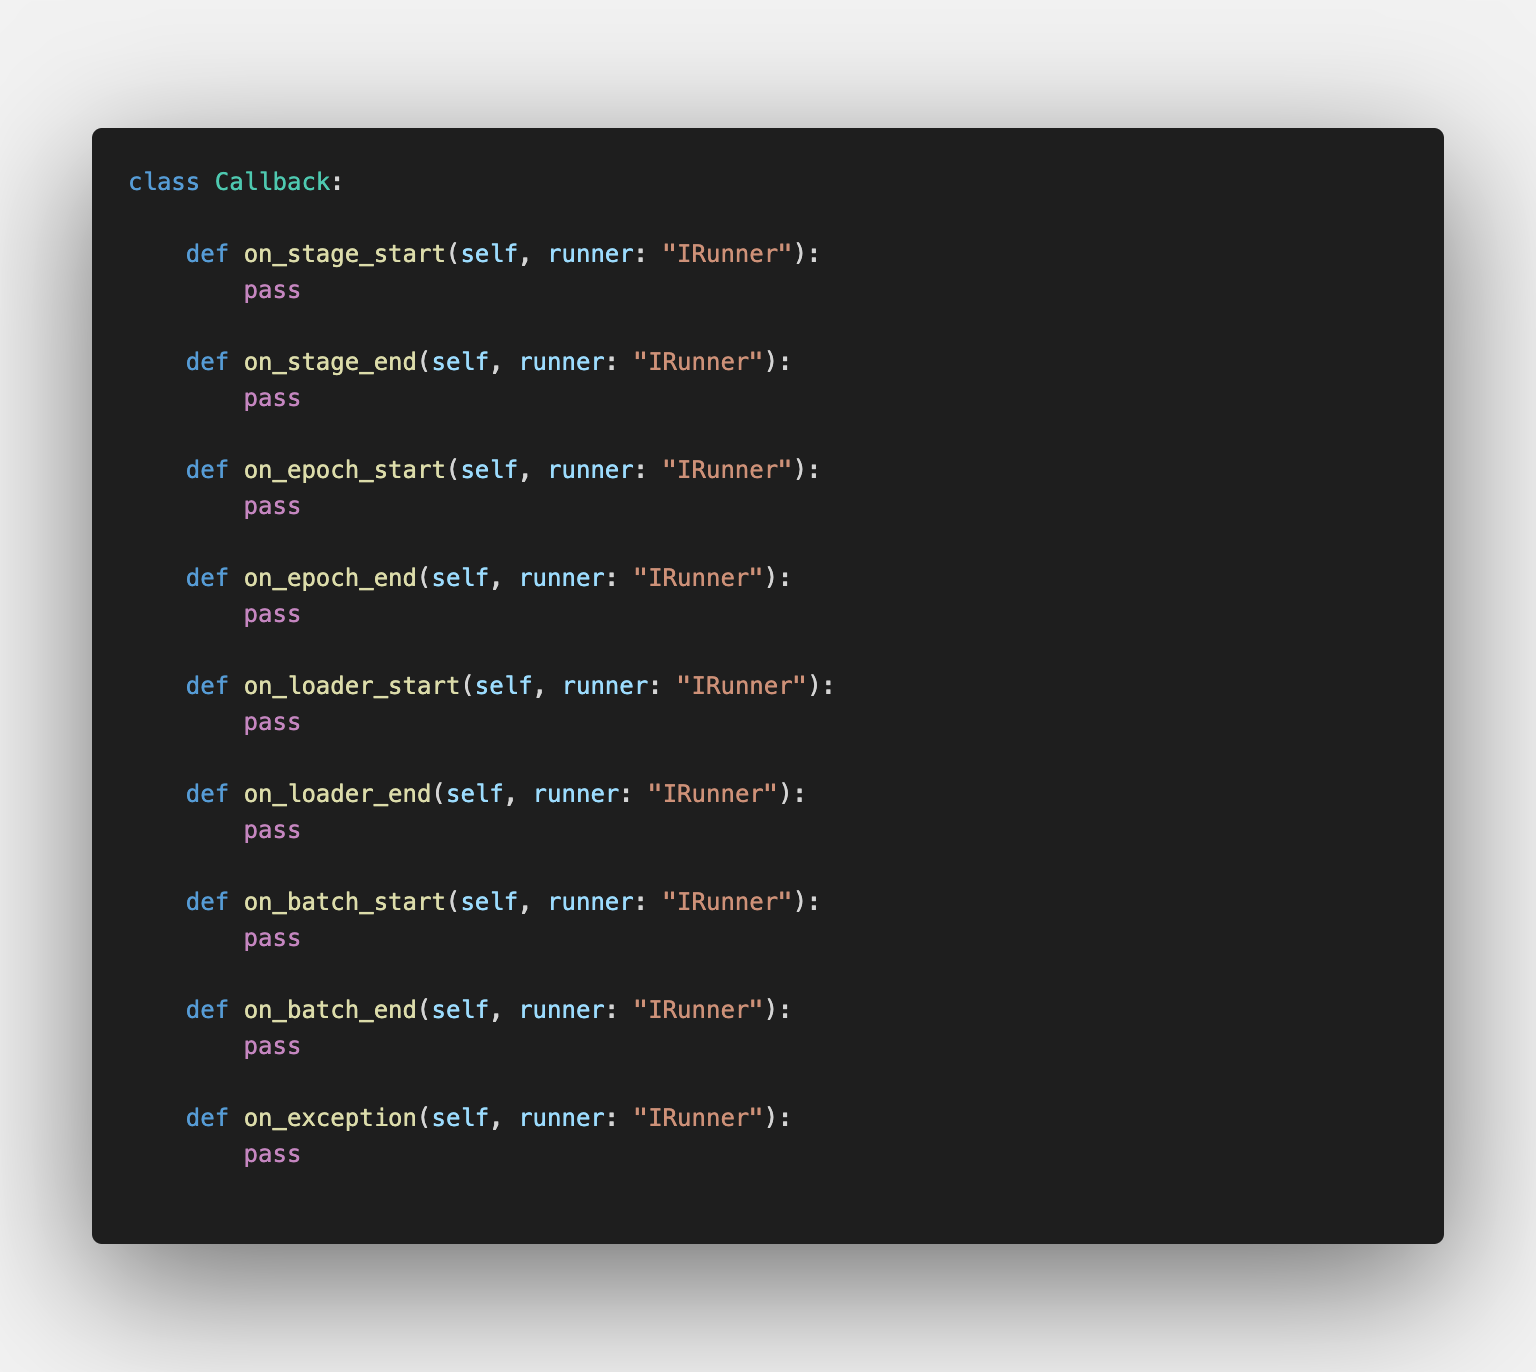 class Callback:
    def on_stage_start(self, runner: "IRunner"):
        pass
    def on_stage_end(self, runner: "IRunner"):
        pass
    def on_epoch_start(self, runner: "IRunner"):
        pass
    def on_epoch_end(self, runner: "IRunner"):
        pass
    def on_loader_start(self, runner: "IRunner"):
        pass
    def on_loader_end(self, runner: "IRunner"):
        pass
    def on_batch_start(self, runner: "IRunner"):
        pass
    def on_batch_end(self, runner: "IRunner"):
        pass
    def on_exception(self, runner: "IRunner"):
        pass